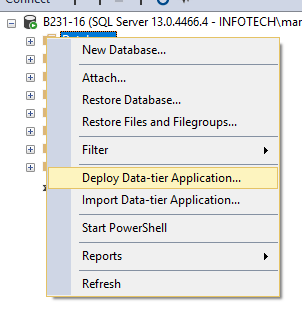 B231-16 (SQL Server 13.0.4466.4 - INFOTECH\mar
New Database...
Attach...
Restore Database...
Restore Files and Filegroups...
Filter
Deploy Data-tier Application...
Import Data-tier Application...
Start PowerShell
Reports
Refresh